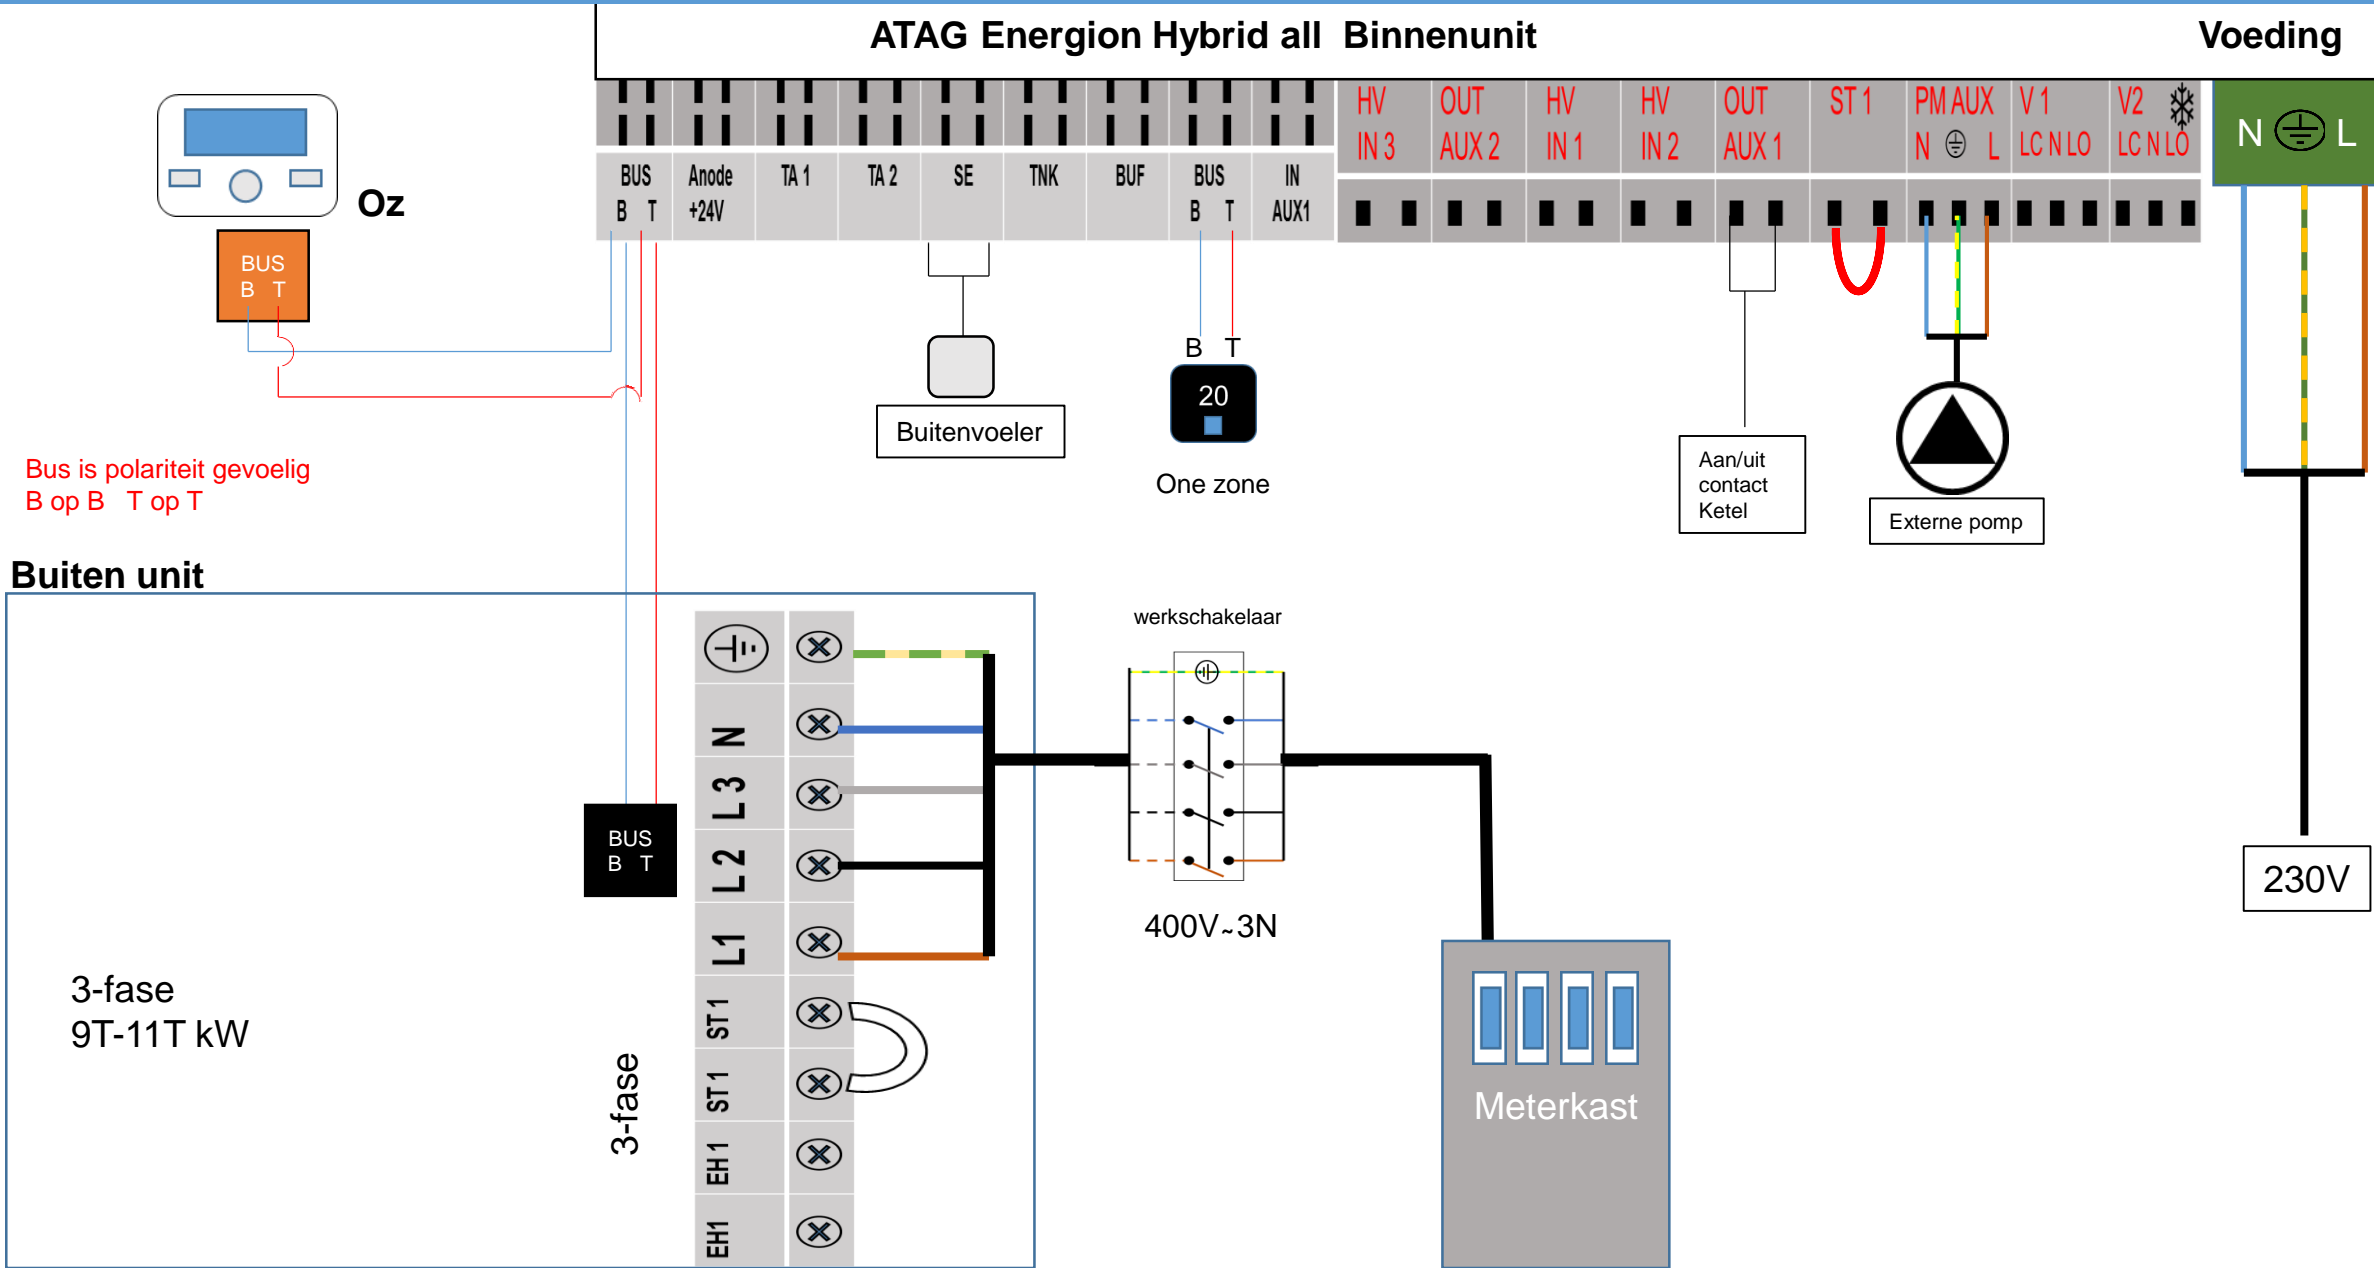 ATAG Energion Hybrid all Binnenunit
Voeding
HV
IN 3
OUT
AUX 2
HV
IN 1
HV
IN 2
OUT
AUX 1
ST 1
PM AUX
N L
V 1
LC N LO
V2
LC N LO
N L
BUS
B T
Anode
+24V
TA 1
TA 2
SE
TNK
BUF
BUS
B T
IN
AUX1
Oz
BUS
B T
B T
20
One zone
Buitenvoeler
Aan/uit
contact
Ketel
Externe pomp
Bus is polariteit gevoelig
B op B T op T
Buiten unit
werkschakelaar
400V~3N
230V
N
L 3
L 2
L1
ST 1
ST 1
EH 1
EH1
BUS
B T
3-fase
9T-11T kW
3-fase
Meterkast